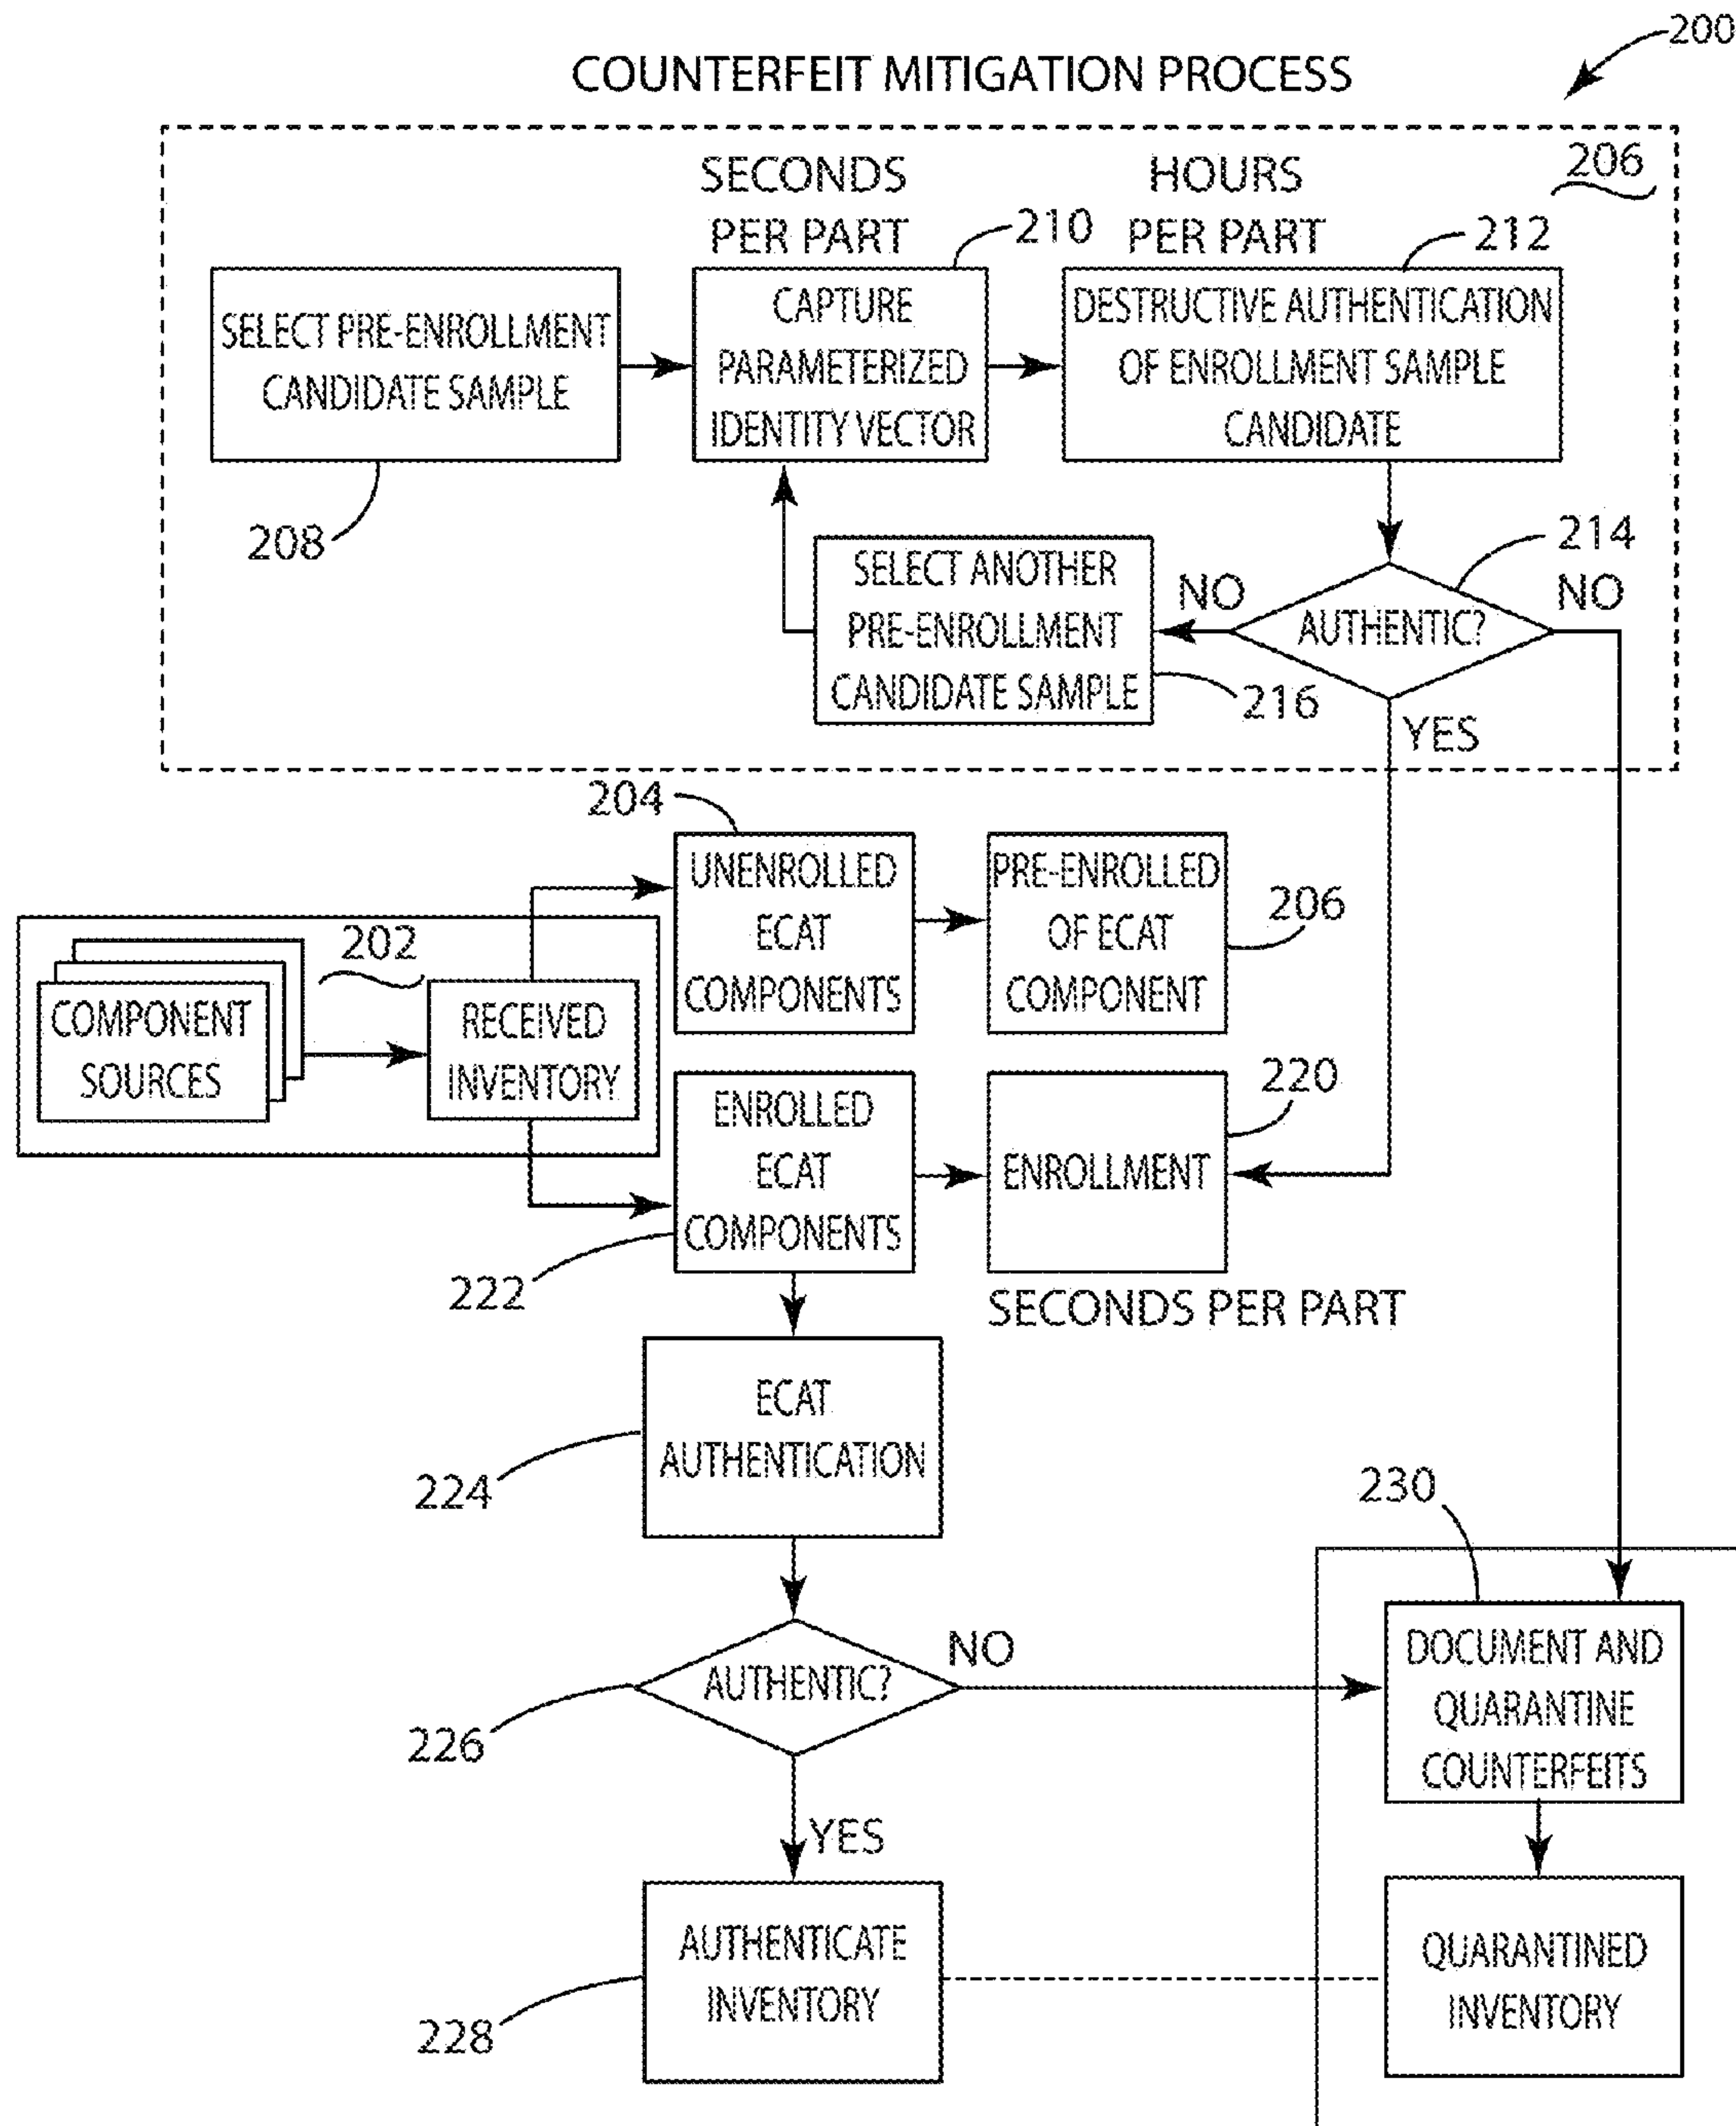 200
COUNTERFEIT MITIGATION PROCESS
206
SECONDS
PER PART
HOURS
PER PART
210
212
SELECT PRE-ENROLLMENT
CANDIDATE SAMPLE
CAPTURE
PARAMETERIZED
IDENTITY VECTOR
DESTRUCTIVE AUTHENTICATION
OF ENROLLMENT SAMPLE
CANDIDATE
208
SELECT ANOTHER
PRE-ENROLLMENT
CANDIDATE SAMPLE
216
NO
AUTHENTIC?
214
NO
YES
204
UNENROLLED
ECAT
COMPONENTS
PRE-ENROLLED
OF ECAT
COMPONENT
206
COMPONENT
SOURCES
202
RECEIVED
INVENTORY
ENROLLED
ECAT
COMPONENTS
222
ENROLLMENT
220
SECONDS PER PART
ECAT
AUTHENTICATION
224
230
AUTHENTIC?
NO
226
DOCUMENT AND
QUARANTINE
COUNTERFEITS
YES
AUTHENTICATE
INVENTORY
228
QUARANTINED
INVENTORY